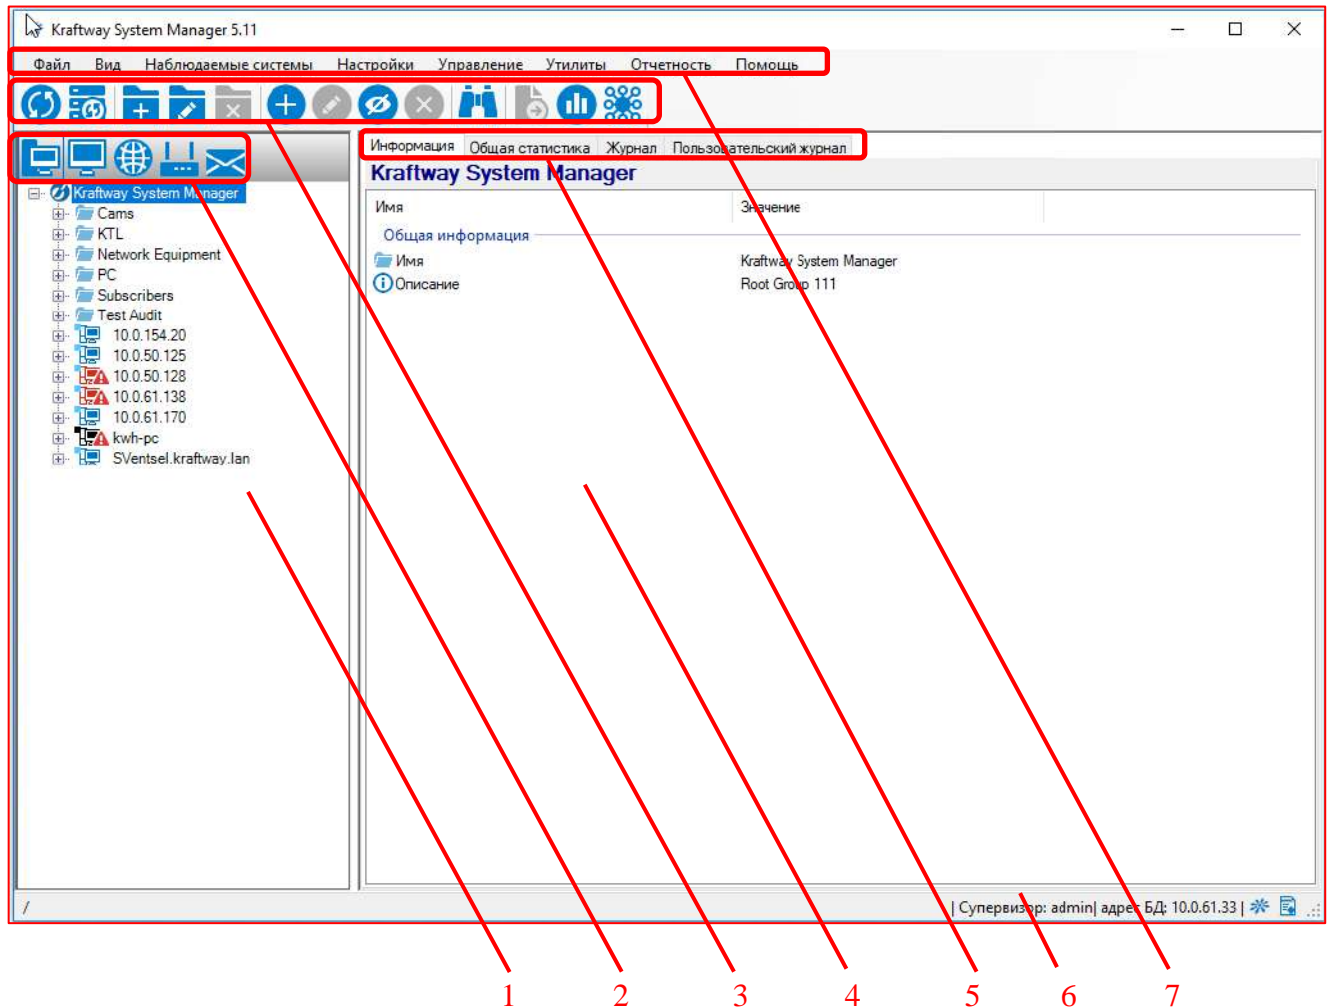 Kraftway System Manager 5.11
Файл Вид Наблюдаемые системы Настройки Управление Утилиты Отчетность Помощь
Информация Общая статистика Журнал Пользовательский журнал
Kraftway System Manager
Kraftway System Manager
Cams
KTL
Network Equipment
PC
Subscribers
Test Audit
10.0.154.20
10.0.50.125
10.0.50.128
10.0.61.138
10.0.61.170
kwh-pc
SVentsel.kraftway.lan
Имя Значение
Общая информация
Имя Kraftway System Manager
Описание Root Group 111
/ | Супервизор: admin| адрес БД: 10.0.61.33 |
1 2 3 4 5 6 7